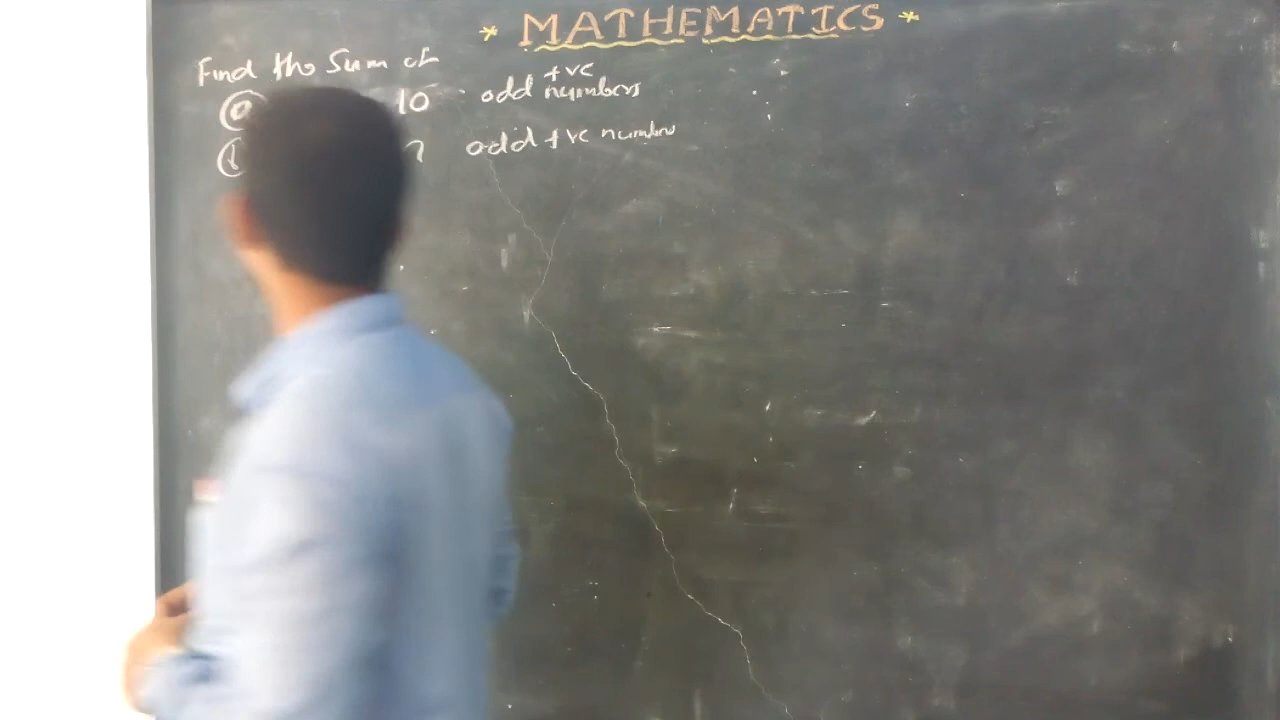 * MATHEMATICS *
Find the Sum of
ⓐ 10 odd +ve numbers
odd +ve numbers